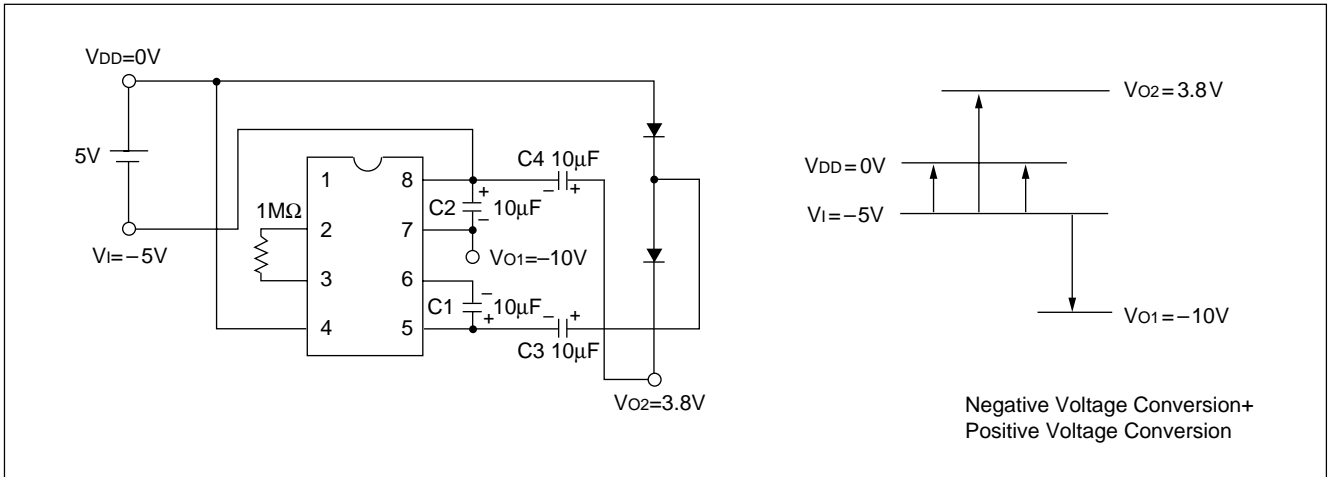 VDD=0V
5V
VI=−5V
1MΩ
1
2
3
4
8
7
6
5
C4 10μF
− +
+
C2 10μF
−
VO1=−10V
−
C1 10μF
+
− +
C3 10μF
VO2=3.8V
VO2=3.8V
VDD=0V
VI=−5V
VO1=−10V
Negative Voltage Conversion+
Positive Voltage Conversion